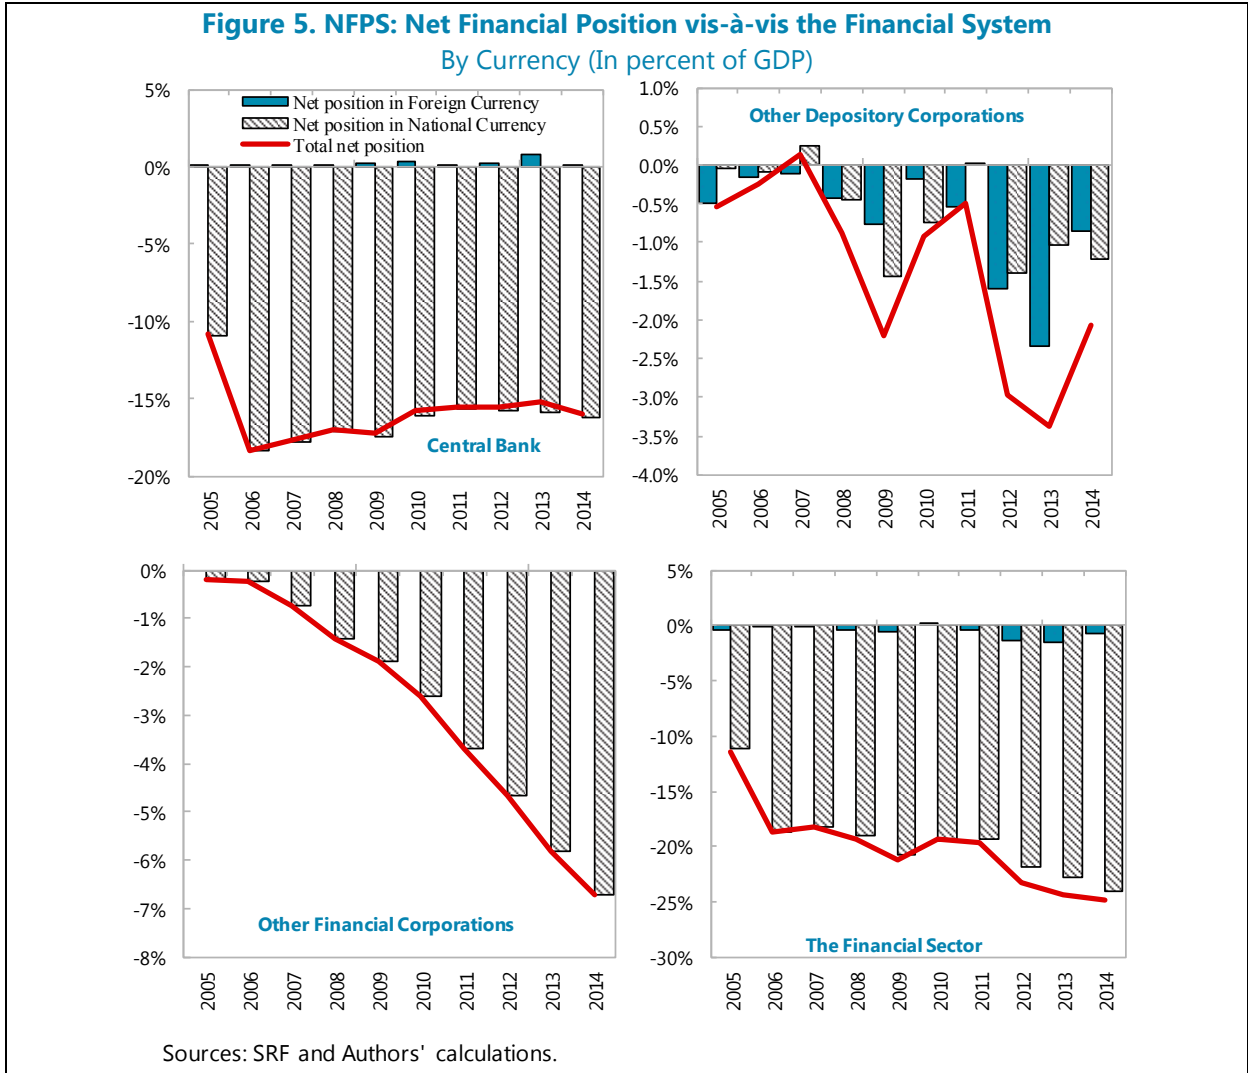 Figure 5. NFPS: Net Financial Position vis-à-vis the Financial System
By Currency (In percent of GDP)
5%
0%
-5%
-10%
-15%
-20%
Net position in Foreign Currency
Net position in National Currency
Total net position
Central Bank
2005 2006 2007 2008 2009 2010 2011 2012 2013 2014
1.0%
0.5%
0.0%
-0.5%
-1.0%
-1.5%
-2.0%
-2.5%
-3.0%
-3.5%
-4.0%
Other Depository Corporations
2005 2006 2007 2008 2009 2010 2011 2012 2013 2014
0%
-1%
-2%
-3%
-4%
-5%
-6%
-7%
-8%
Other Financial Corporations
2005 2006 2007 2008 2009 2010 2011 2012 2013 2014
5%
0%
-5%
-10%
-15%
-20%
-25%
-30%
The Financial Sector
2005 2006 2007 2008 2009 2010 2011 2012 2013 2014
Sources: SRF and Authors' calculations.